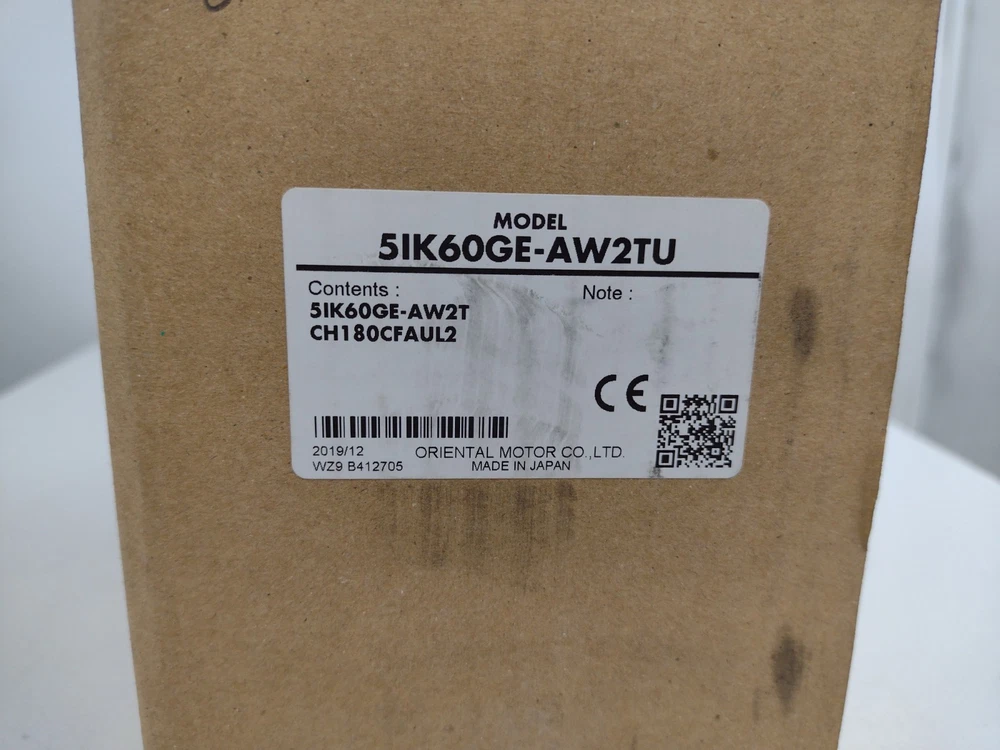 MODEL
5IK60GE-AW2TU
Contents :
Note :
5IK60GE-AW2T
CH180CFAUL2
CE
2019/12
ORIENTAL MOTOR CO.,LTD.
WZ9 B412705
MADE IN JAPAN